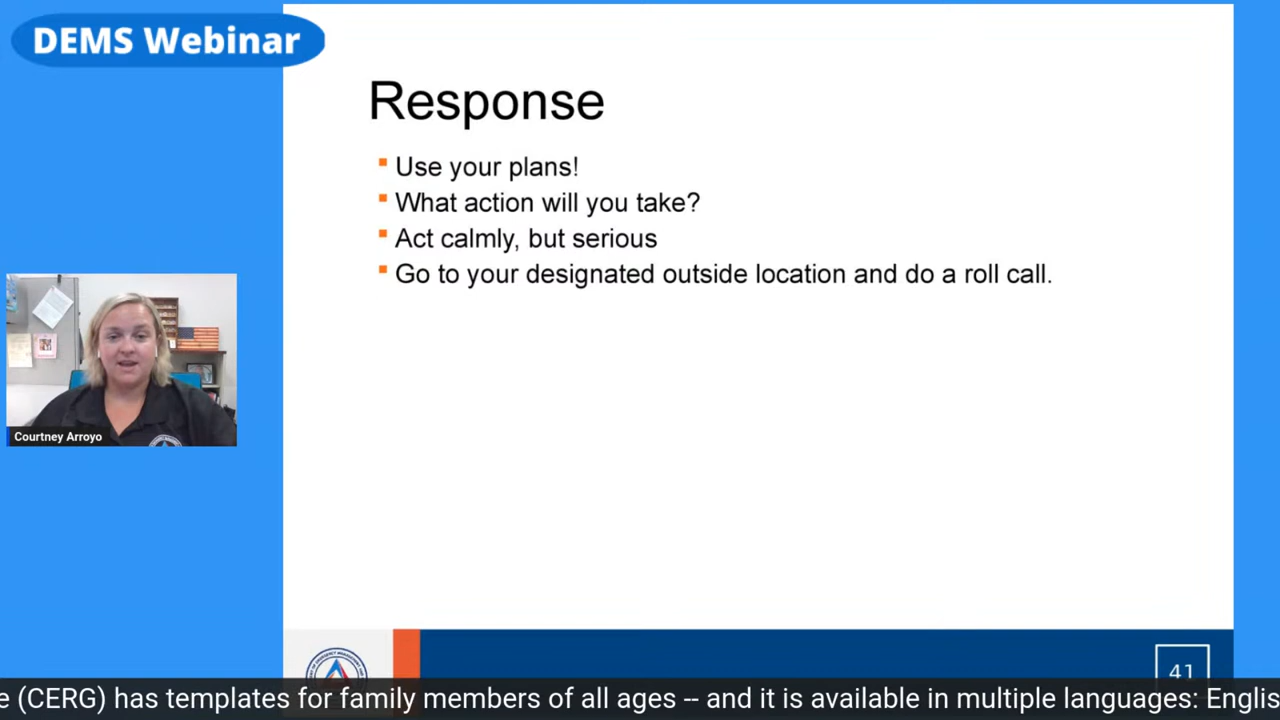 DEMS Webinar
Response
Use your plans!
What action will you take?
Act calmly, but serious
Go to your designated outside location and do a roll call.
Courtney Arroyo
41
e (CERG) has templates for family members of all ages -- and it is available in multiple languages: Englis